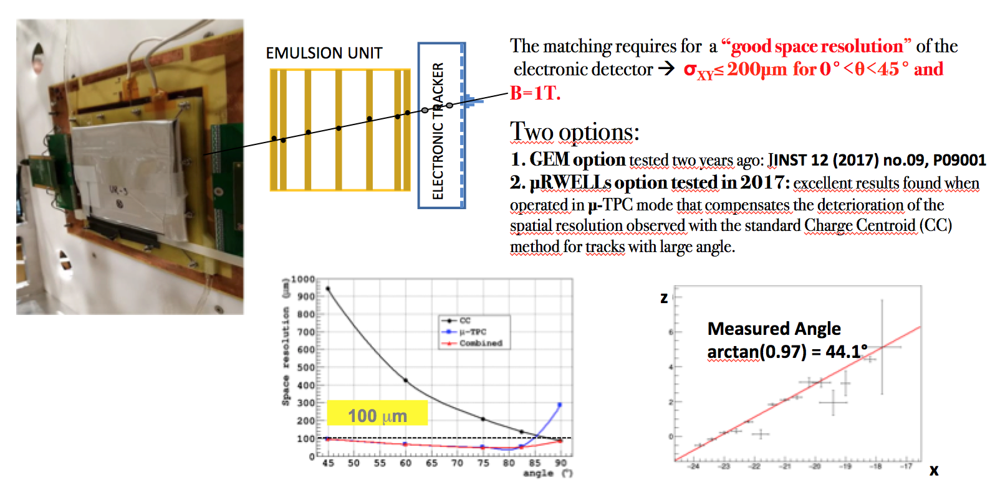 EMULSION UNIT
ELECTRONIC TRACKER
UR-3
The matching requires for a “good space resolution” of the
electronic detector → σXY≤ 200μm for 0°<θ<45° and
B=1T.
Two options:
1. GEM option tested two years ago: JINST 12 (2017) no.09, P09001
2. μRWELLs option tested in 2017: excellent results found when
operated in μ-TPC mode that compensates the deterioration of the
spatial resolution observed with the standard Charge Centroid (CC)
method for tracks with large angle.
Space resolution (μm)
1000
900
800
700
600
500
400
300
200
100
0
CC
μ-TPC
Combined
100 μm
45 50 55 60 65 70 75 80 85 90
angle (°)
z
Measured Angle
arctan(0.97) = 44.1°
6
4
2
0
-24 -23 -22 -21 -20 -19 -18 -17
x